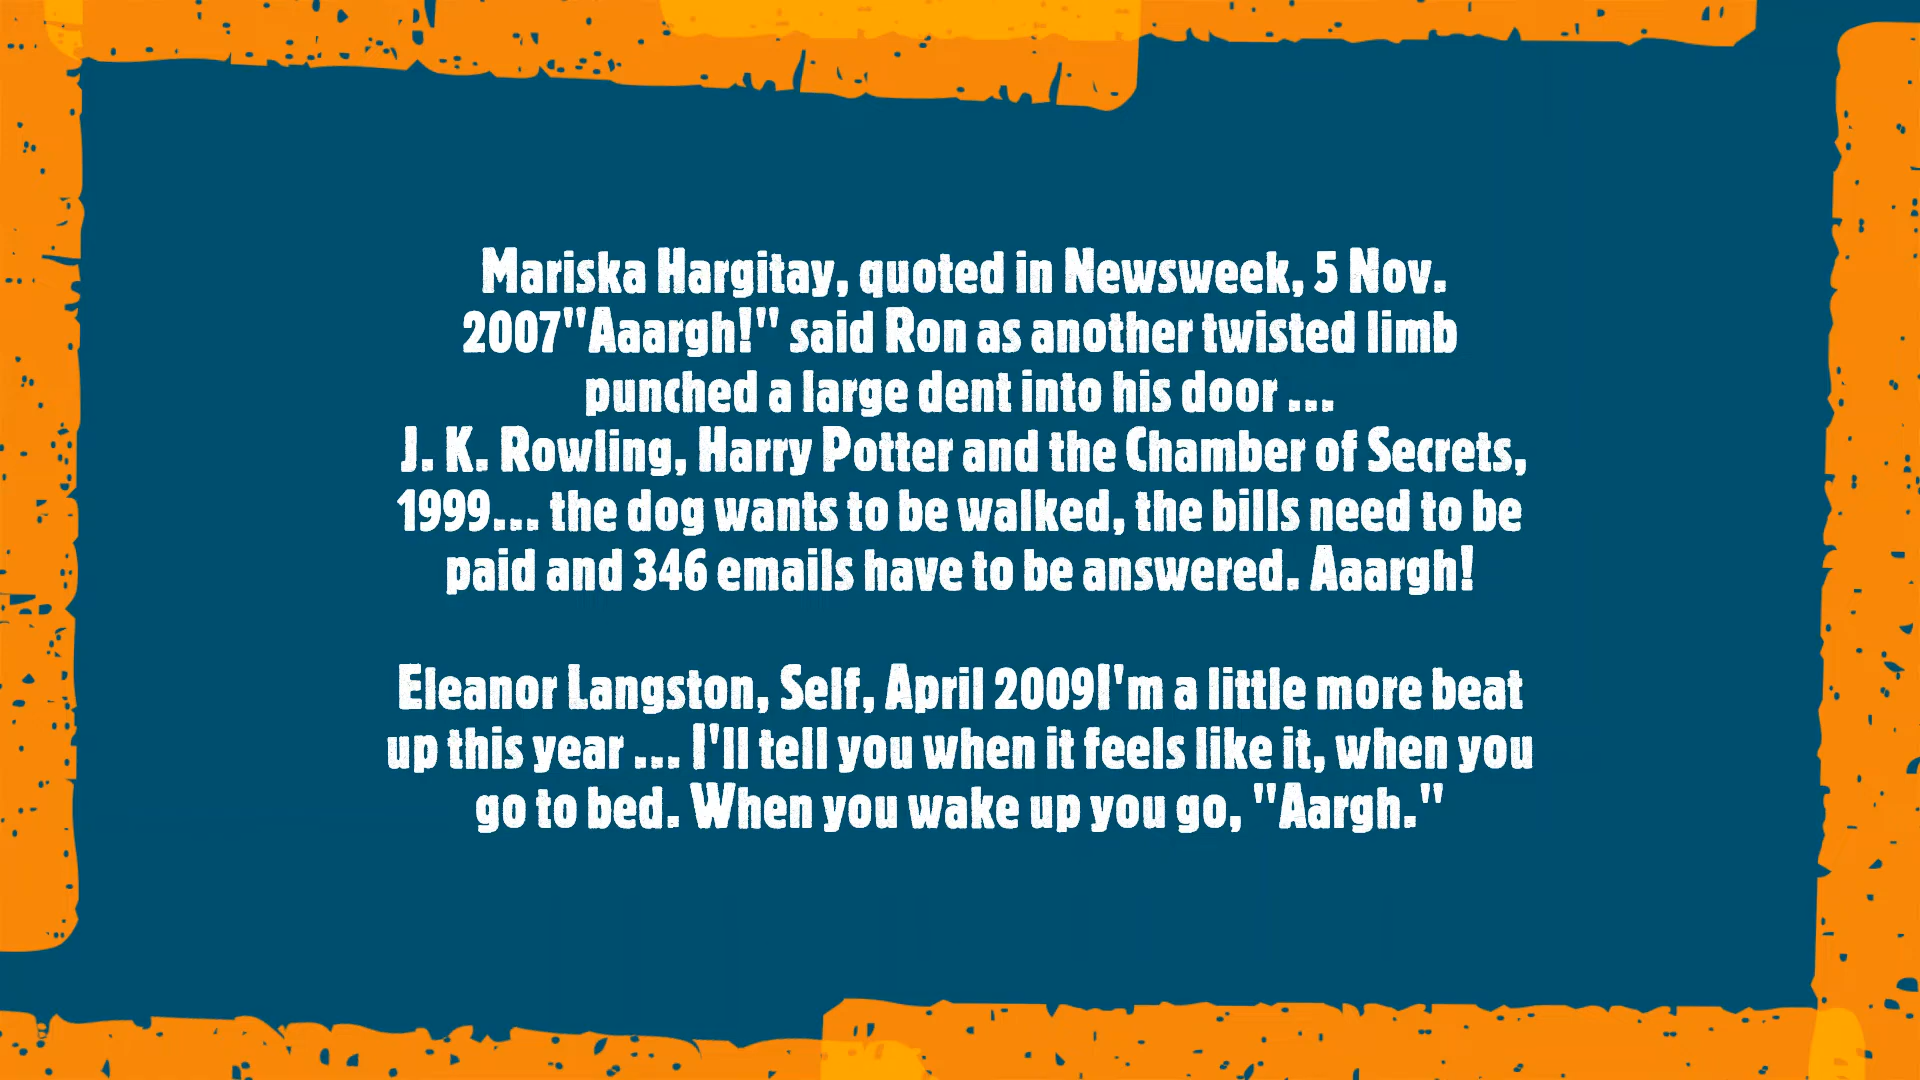 Mariska Hargitay, quoted in Newsweek, 5 Nov.
2007"Aaargh!" said Ron as another twisted limb
punched a large dent into his door ...
J. K. Rowling, Harry Potter and the Chamber of Secrets,
1999... the dog wants to be walked, the bills need to be
paid and 346 emails have to be answered. Aaargh!
Eleanor Langston, Self, April 2009I'm a little more beat
up this year ... I'll tell you when it feels like it, when you
go to bed. When you wake up you go, "Aargh."